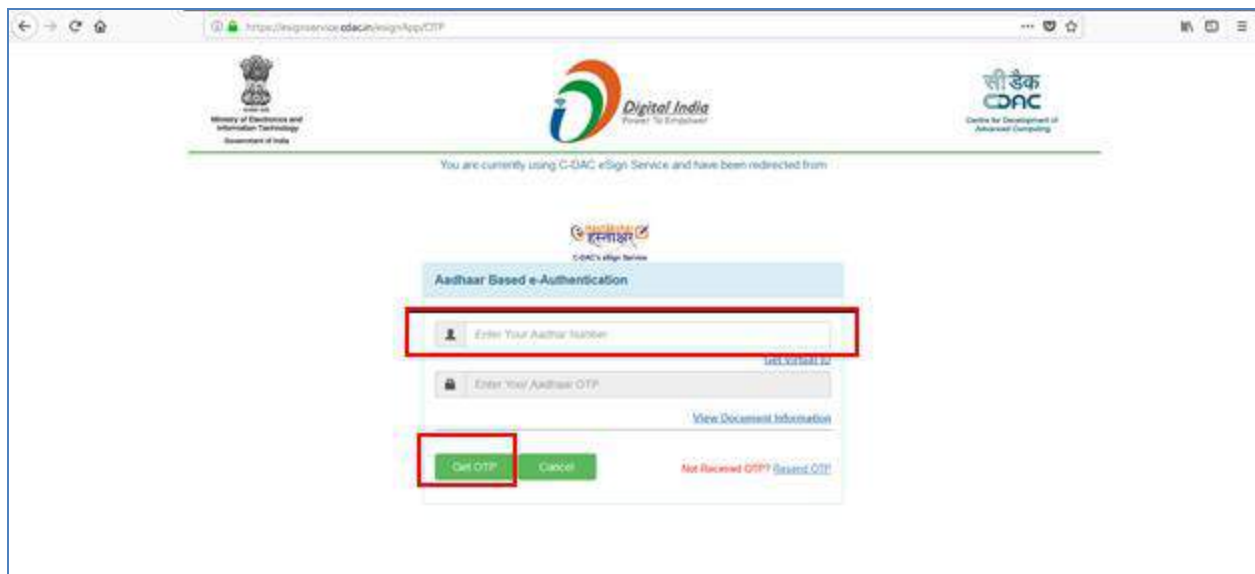 https://esignservice.cdac.in/esignApp/OTP
Ministry of Electronics and
Information Technology
Government of India
Digital India
Power To Empower
सी डैक
CDAC
Centre for Development of
Advanced Computing
You are currently using C-DAC eSign Service and have been redirected from
हस्ताक्षर
C-DAC's eSign Service
Aadhaar Based e-Authentication
Enter Your Aadhar Number
Get Virtual ID
Enter Your Aadhaar OTP
View Document Information
Get OTP Cancel Not Received OTP? Resend OTP